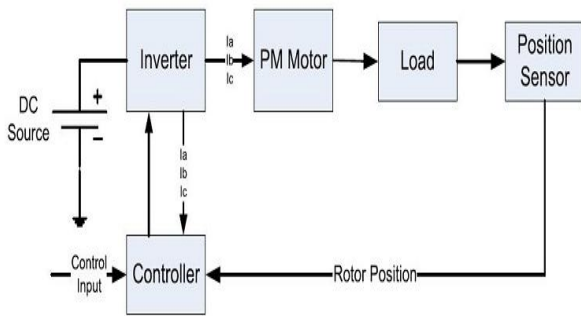 Inverter
Ia
Ib
Ic
PM Motor
Load
Position
Sensor
DC
Source
+
−
Ia
Ib
Ic
Control
Input
Controller
Rotor Position